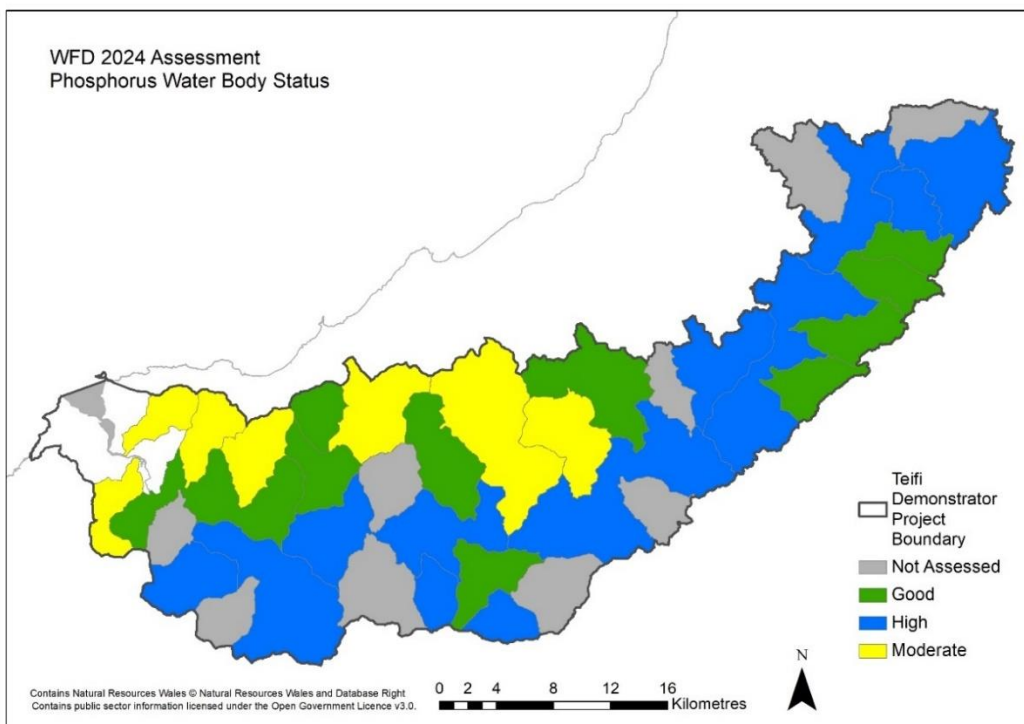 WFD 2024 Assessment
Phosphorus Water Body Status
Teifi
Demonstrator
Project
Boundary
Not Assessed
Good
High
Moderate
N
0 2 4 8 12 16
Kilometres
Contains Natural Resources Wales © Natural Resources Wales and Database Right
Contains public sector information licensed under the Open Government Licence v3.0.